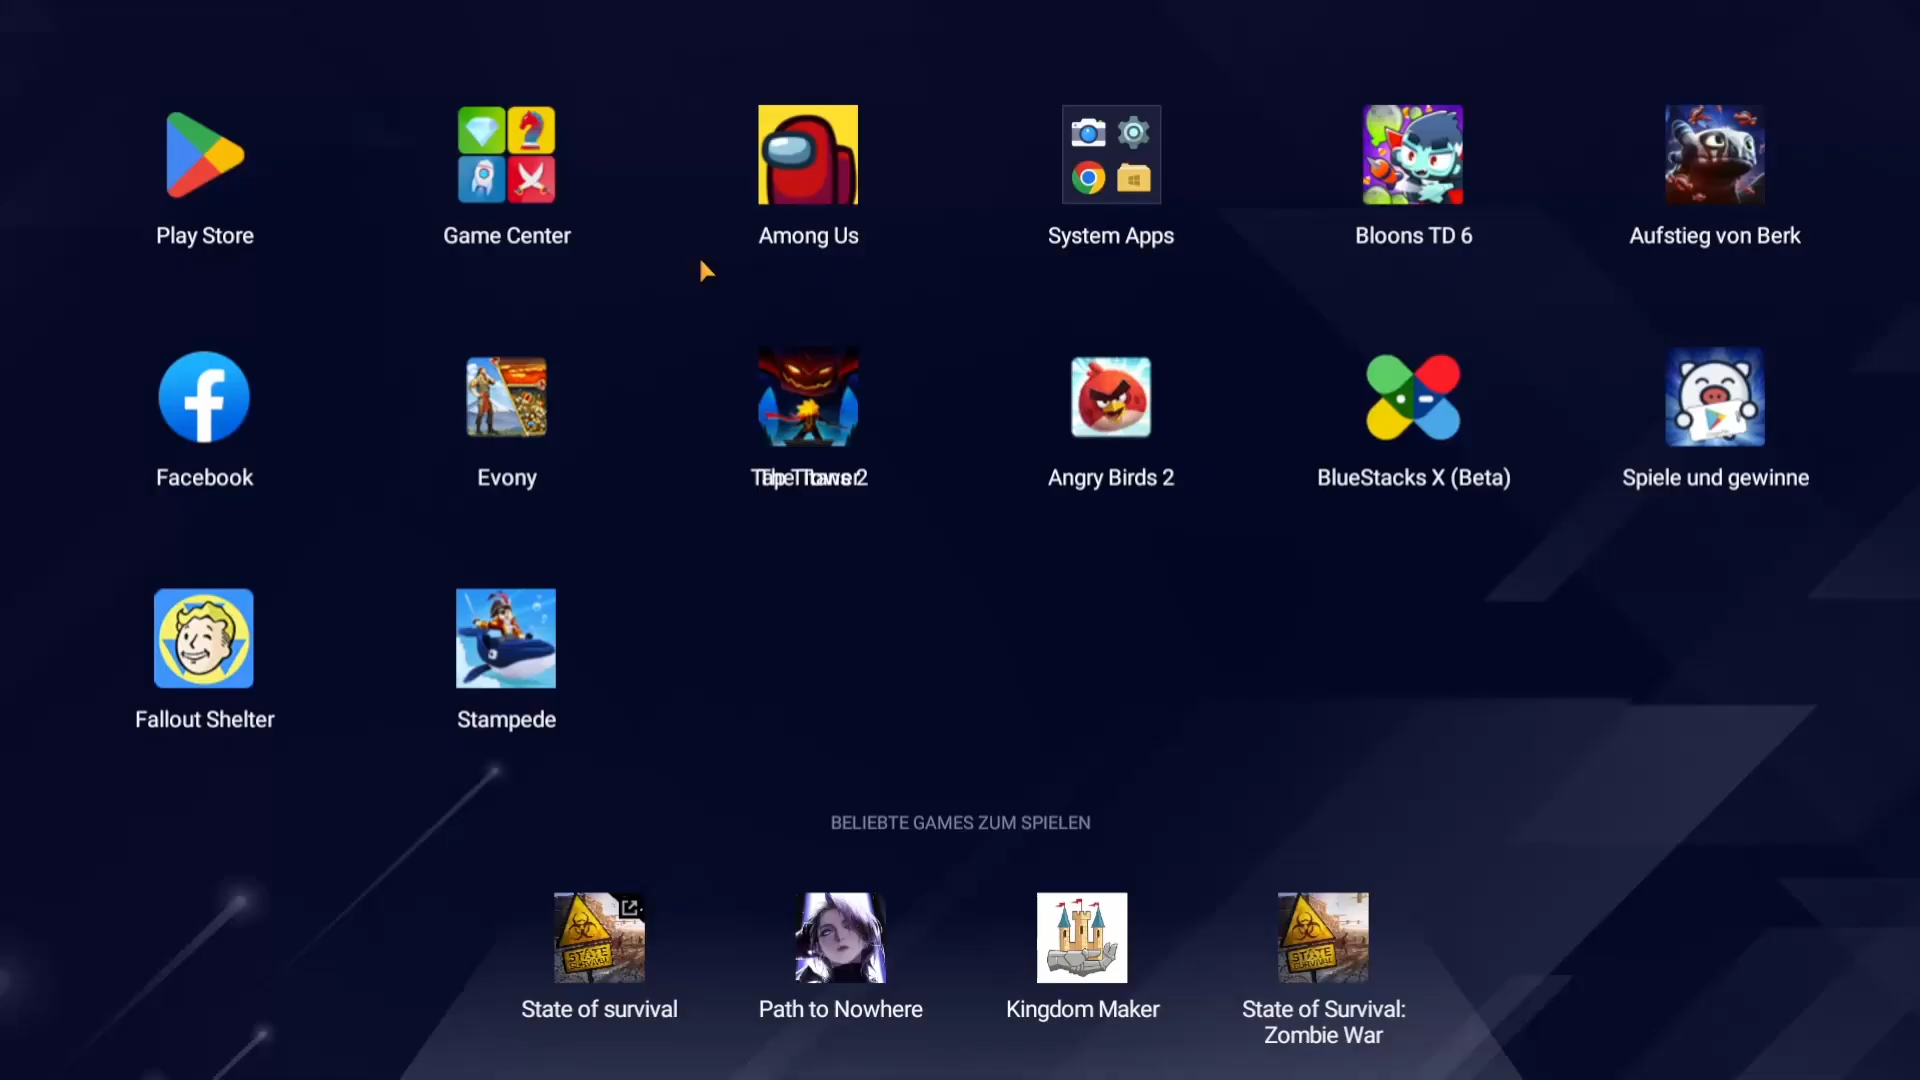 Play Store
Game Center
Among Us
System Apps
Bloons TD 6
Aufstieg von Berk
Facebook
Evony
Angry Birds 2
BlueStacks X (Beta)
Spiele und gewinne
Fallout Shelter
Stampede
BELIEBTE GAMES ZUM SPIELEN
State of survival
Path to Nowhere
Kingdom Maker
State of Survival:
Zombie War